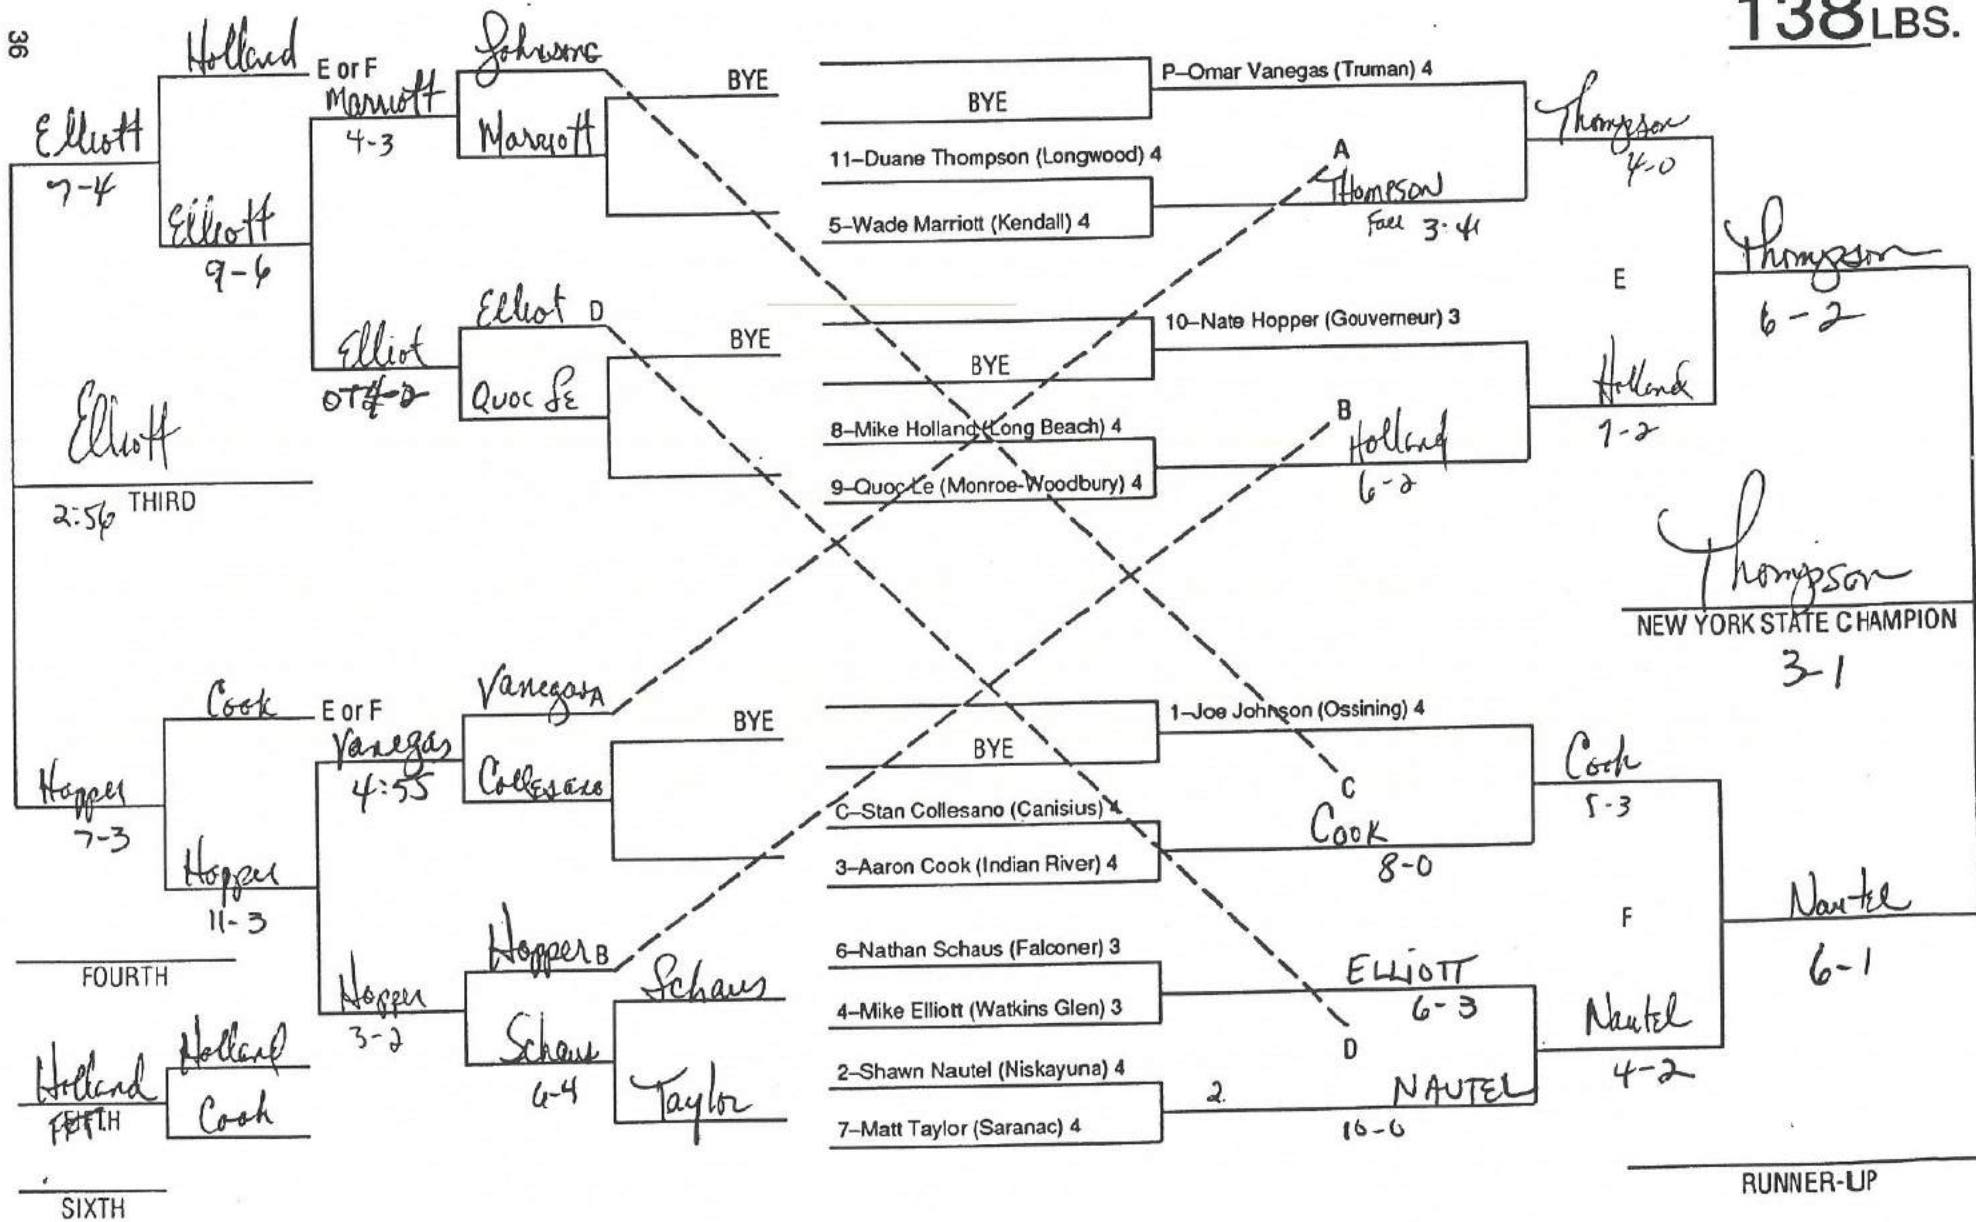 138 LBS.
36
Holland
E or F
Elliott
7-4
Elliott
9-6
Marriott
4-3
Johnson C
Marriott
BYE
Elliot
Elliot D
Quoc Le
BYE
Elliott
2:56 THIRD
Cook
E or F
Hopper
7-3
Hopper
11-3
Vanegas
4:55
Vanegas A
Collesano
BYE
Hopper
3-2
Hopper B
Schaus
6-4
Schaus
Taylor
FOURTH
Holland
FIFTH
Holland
Cook
SIXTH
BYE
P-Omar Vanegas (Truman) 4
11-Duane Thompson (Longwood) 4
5-Wade Marriott (Kendall) 4
A
THOMPSON
Fall 3:41
Thompson
4-0
BYE
10-Nate Hopper (Gouverneur) 3
8-Mike Holland (Long Beach) 4
9-Quoc Le (Monroe-Woodbury) 4
B
Holland
6-2
Holland
E
Thompson
6-2
Thompson
NEW YORK STATE CHAMPION
3-1
BYE
1-Joe Johnson (Ossining) 4
C-Stan Collesano (Canisius) 4
3-Aaron Cook (Indian River) 4
C
Cook
8-0
Cook
5-3
6-Nathan Schaus (Falconer) 3
4-Mike Elliott (Watkins Glen) 3
ELLIOTT
6-3
D
2-Shawn Nautel (Niskayuna) 4
7-Matt Taylor (Saranac) 4
2.
NAUTEL
Nautel
4-2
F
Nautel
6-1
RUNNER-UP